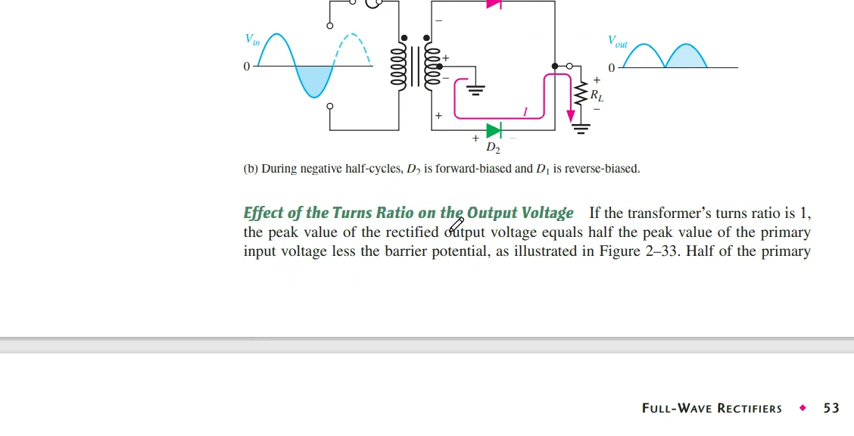 −
V_in
V_out
+
0
0
−
+
R_L
−
+
I
+
−
D₂
(b) During negative half-cycles, D₂ is forward-biased and D₁ is reverse-biased.
Effect of the Turns Ratio on the Output Voltage If the transformer’s turns ratio is 1,
the peak value of the rectified output voltage equals half the peak value of the primary
input voltage less the barrier potential, as illustrated in Figure 2–33. Half of the primary
FULL-WAVE RECTIFIERS ◆ 53